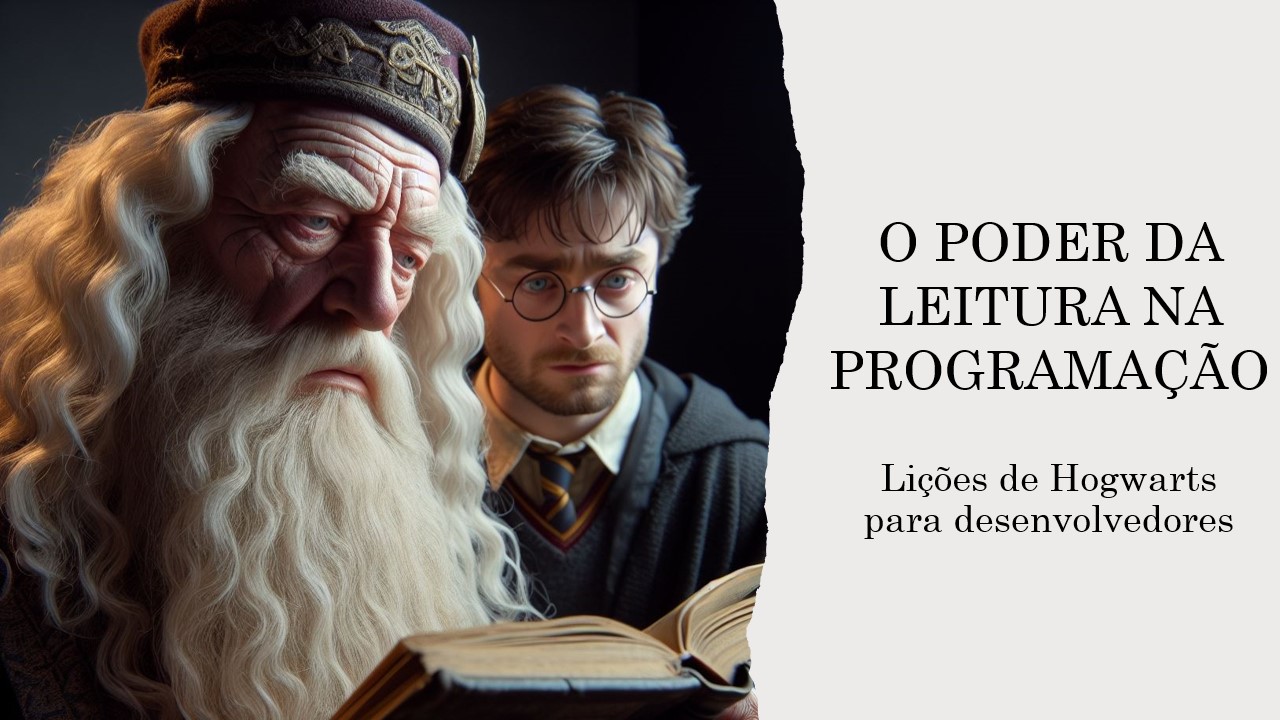 O PODER DA
LEITURA NA
PROGRAMAÇÃO
Lições de Hogwarts
para desenvolvedores